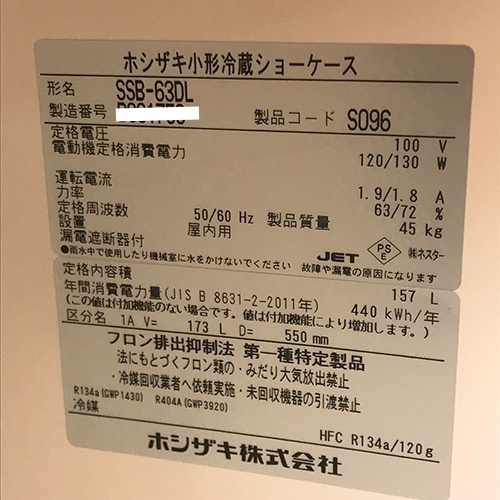 ホシザキ小形冷蔵ショーケース
形名 SSB-63DL
製造番号 製品コード S096
定格電圧 100 V
電動機定格消費電力 120/130 W
運転電流 1.9/1.8 A
力率 63/72 %
定格周波数 50/60 Hz 製品質量 45 kg
設置 屋内用
漏電遮断器付 JET PSE ㈱ネスター
●雨水中で使用したり機械室に水をかけないでください 故障や漏電の原因になります
定格内容積 157 L
年間消費電力量(JIS B 8631-2-2011年) 440 kWh/年
(この値は付加機能のない場合です。値は付加機能により増加します。)
区分名 1A V= 173 L D= 550 mm
フロン排出抑制法 第一種特定製品
法にもとづくフロン類の・みだり大気放出禁止
・冷媒回収業者へ依頼実施・未回収機器の引渡禁止
R134a(GWP1430) R404A(GWP3920)
冷媒 HFC R134a/120g
ホシザキ株式会社